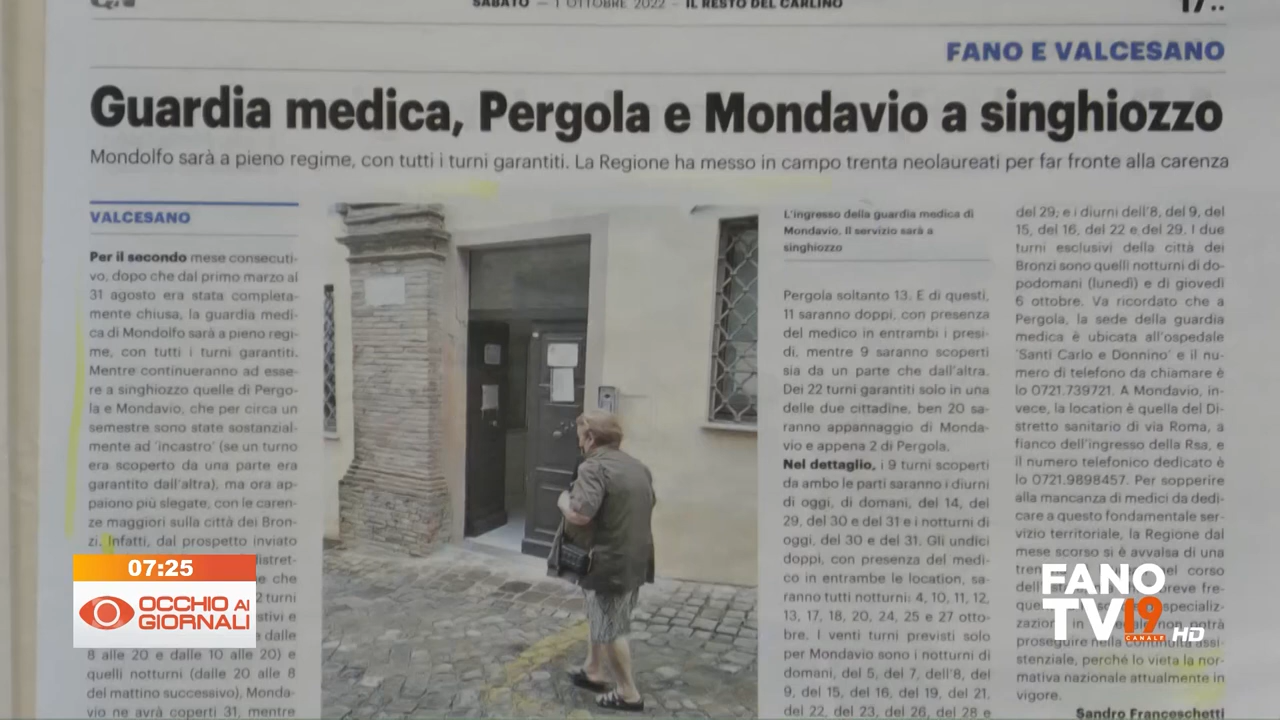 SABATO — 1 OTTOBRE 2022 – IL RESTO DEL CARLINO
17..
FANO E VALCESANO
Guardia medica, Pergola e Mondavio a singhiozzo
Mondolfo sarà a pieno regime, con tutti i turni garantiti. La Regione ha messo in campo trenta neolaureati per far fronte alla carenza
VALCESANO
Per il secondo mese consecuti-
vo, dopo che dal primo marzo al
31 agosto era stata completa-
mente chiusa, la guardia medi-
ca di Mondolfo sarà a pieno regi-
me, con tutti i turni garantiti.
Mentre continueranno ad esse-
re a singhiozzo quelle di Pergo-
la e Mondavio, che per circa un
semestre sono state sostanzial-
mente ad 'incastro' (se un turno
era scoperto da una parte era
garantito dall'altra), ma ora ap-
paiono più slegate, con le caren-
ze maggiori sulla città dei Bron-
zi. Infatti, dal prospetto inviato
distret-
e che
2 turni
tivi e
dalle
8 alle 20 e dalle 10 alle 20) e
quelli notturni (dalle 20 alle 8
del mattino successivo), Monda-
vio ne avrà coperti 31, mentre
L'ingresso della guardia medica di
Mondavio. Il servizio sarà a
singhiozzo
Pergola soltanto 13. E di questi,
11 saranno doppi, con presenza
del medico in entrambi i presi-
di, mentre 9 saranno scoperti
sia da un parte che dall'altra.
Dei 22 turni garantiti solo in una
delle due cittadine, ben 20 sa-
ranno appannaggio di Monda-
vio e appena 2 di Pergola.
Nel dettaglio, i 9 turni scoperti
da ambo le parti saranno i diurni
di oggi, di domani, del 14, del
29, del 30 e del 31 e i notturni di
oggi, del 30 e del 31. Gli undici
doppi, con presenza del medi-
co in entrambe le location, sa-
ranno tutti notturni: 4, 10, 11, 12,
13, 17, 18, 20, 24, 25 e 27 otto-
bre. I venti turni previsti solo
per Mondavio sono i notturni di
domani, del 5, del 7, dell'8, del
9, del 15, del 16, del 19, del 21,
del 22, del 23, del 26, del 28 e
del 29; e i diurni dell'8, del 9, del
15, del 16, del 22 e del 29. I due
turni esclusivi della città dei
Bronzi sono quelli notturni di do-
podomani (lunedì) e di giovedì
6 ottobre. Va ricordato che a
Pergola, la sede della guardia
medica è ubicata all'ospedale
'Santi Carlo e Donnino' e il nu-
mero di telefono da chiamare è
lo 0721.739721. A Mondavio, in-
vece, la location è quella del Di-
stretto sanitario di via Roma, a
fianco dell'ingresso della Rsa, e
il numero telefonico dedicato è
lo 0721.9898457. Per sopperire
alla mancanza di medici da dedi-
care a questo fondamentale ser-
vizio territoriale, la Regione dal
mese scorso si è avvalsa di una
nel corso
breve fre-
specializ-
non potrà
proseguire nella continuità assi-
stenziale, perché lo vieta la nor-
mativa nazionale attualmente in
vigore.
Sandro Franceschetti
07:25
OCCHIO AI
GIORNALI
FANO
TV 19
CANALE HD